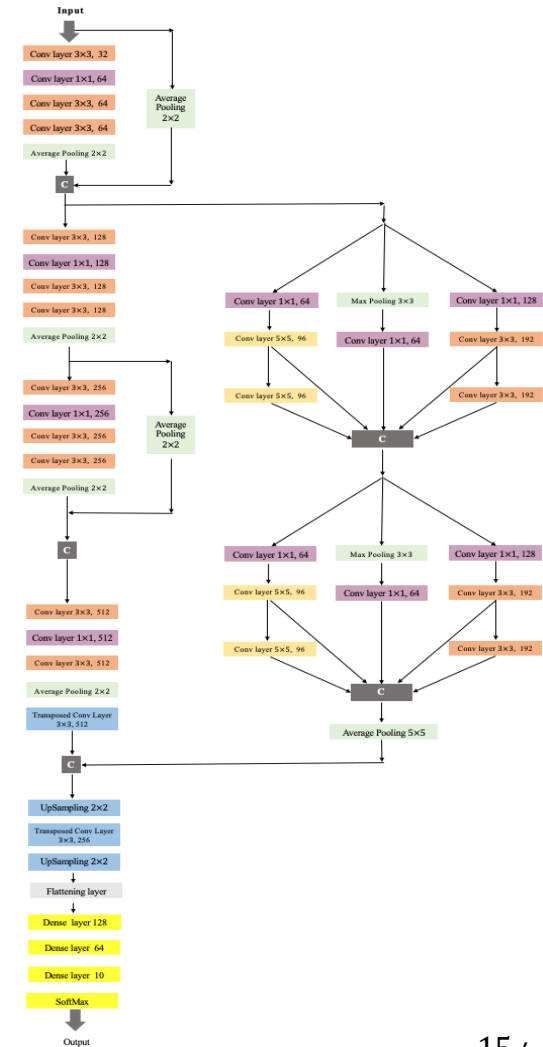 Input
Conv layer 3×3, 32
Conv layer 1×1, 64
Conv layer 3×3, 64
Conv layer 3×3, 64
Average Pooling 2×2
Average
Pooling
2×2
C
Conv layer 3×3, 128
Conv layer 1×1, 128
Conv layer 3×3, 128
Conv layer 3×3, 128
Average Pooling 2×2
Conv layer 3×3, 256
Conv layer 1×1, 256
Conv layer 3×3, 256
Conv layer 3×3, 256
Average Pooling 2×2
Average
Pooling
2×2
C
Conv layer 3×3, 512
Conv layer 1×1, 512
Conv layer 3×3, 512
Average Pooling 2×2
Transposed Conv Layer
3×3, 512
C
Conv layer 1×1, 64
Max Pooling 3×3
Conv layer 1×1, 128
Conv layer 5×5, 96
Conv layer 1×1, 64
Conv layer 3×3, 192
Conv layer 5×5, 96
Conv layer 3×3, 192
C
Conv layer 1×1, 64
Max Pooling 3×3
Conv layer 1×1, 128
Conv layer 5×5, 96
Conv layer 1×1, 64
Conv layer 3×3, 192
Conv layer 5×5, 96
Conv layer 3×3, 192
C
Average Pooling 5×5
UpSampling 2×2
Transposed Conv Layer
3×3, 256
UpSampling 2×2
Flattening layer
Dense layer 128
Dense layer 64
Dense layer 10
SoftMax
Output